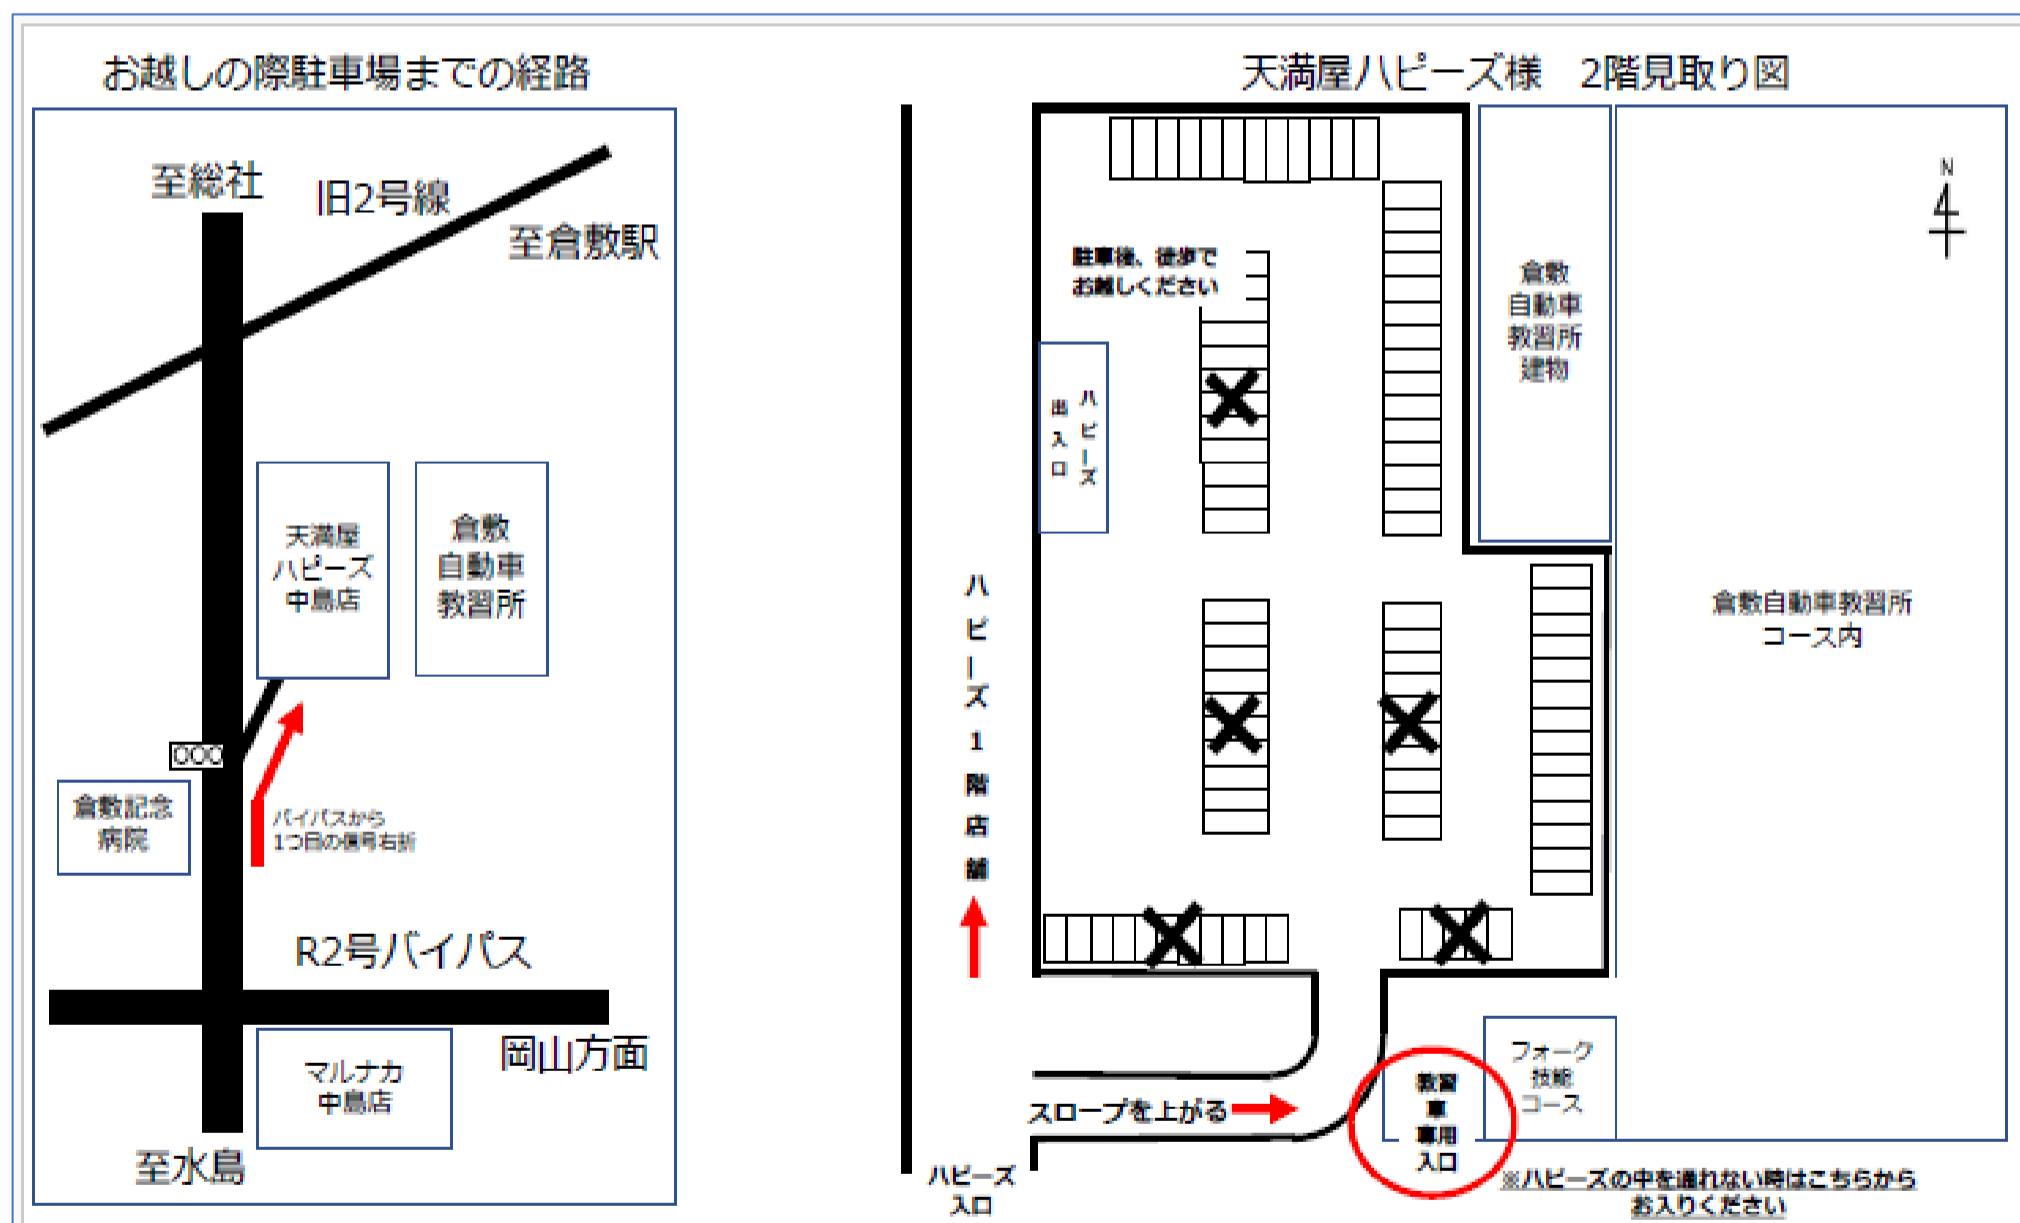 お越しの際駐車場までの経路
至総社
旧2号線
至倉敷駅
天満屋
ハピーズ
中島店
倉敷
自動車
教習所
倉敷記念
病院
バイパスから
1つ目の信号右折
R2号バイパス
岡山方面
マルナカ
中島店
至水島
天満屋ハピーズ様　2階見取り図
N
駐車後、徒歩で
お越しください
ハピーズ
出入口
倉敷
自動車
教習所
建物
倉敷自動車教習所
コース内
ハピーズ1階店舗
スロープを上がる
ハピーズ
入口
教習
車
専用
入口
フォーク
技能
コース
※ハピーズの中を通れない時はこちらから
お入りください